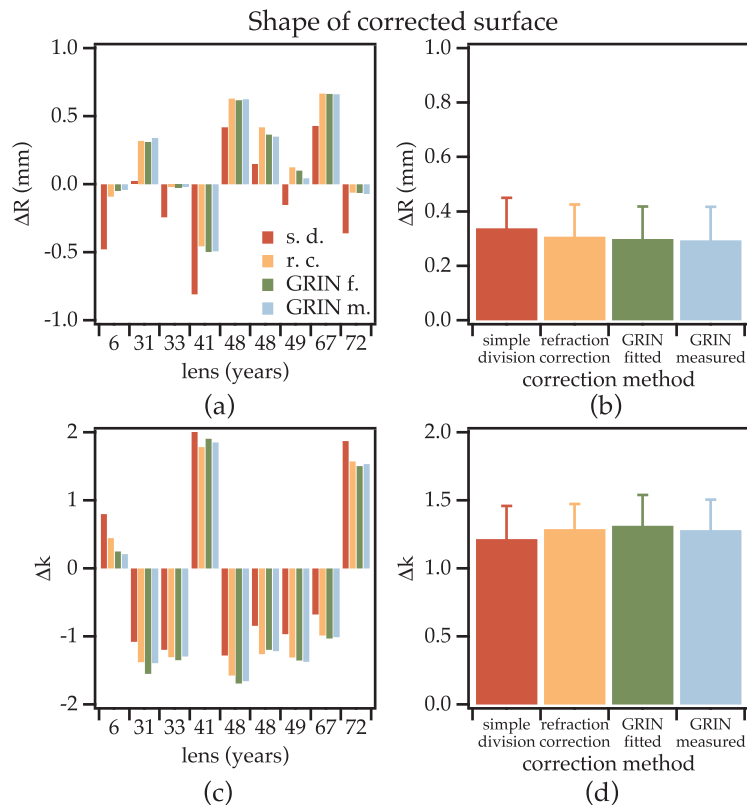 Shape of corrected surface
1.0
0.5
0.0
-0.5
-1.0
ΔR (mm)
s. d.
r. c.
GRIN f.
GRIN m.
6 31 33 41 48 48 49 67 72
lens (years)
(a)
1.0
0.8
0.6
0.4
0.2
0.0
ΔR (mm)
simple division
refraction correction
GRIN fitted
GRIN measured
correction method
(b)
2
1
0
-1
-2
Δk
6 31 33 41 48 48 49 67 72
lens (years)
(c)
2.0
1.5
1.0
0.5
0.0
Δk
simple division
refraction correction
GRIN fitted
GRIN measured
correction method
(d)